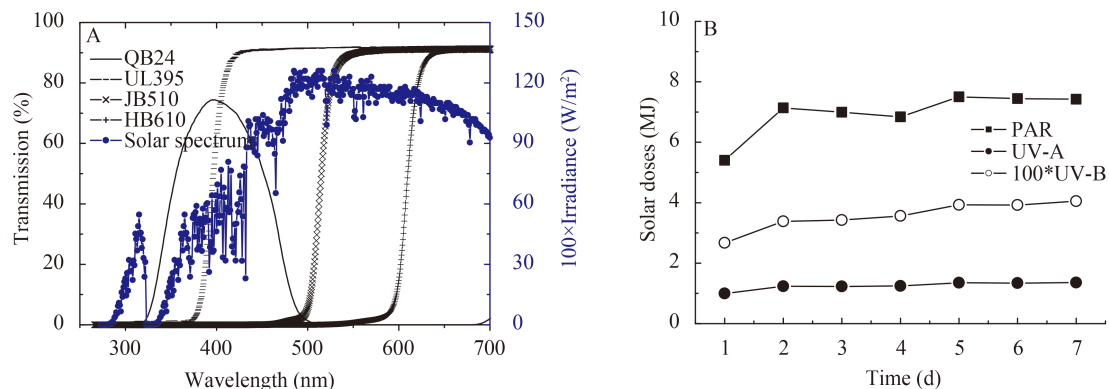 A
100
80
60
40
20
0
Transmission (%)
QB24
UL395
JB510
HB610
Solar spectrum
150
120
90
60
30
0
100×Irradiance (W/m²)
300
400
500
600
700
Wavelength (nm)
B
10
8
6
4
2
0
Solar doses (MJ)
PAR
UV-A
100*UV-B
1
2
3
4
5
6
7
Time (d)